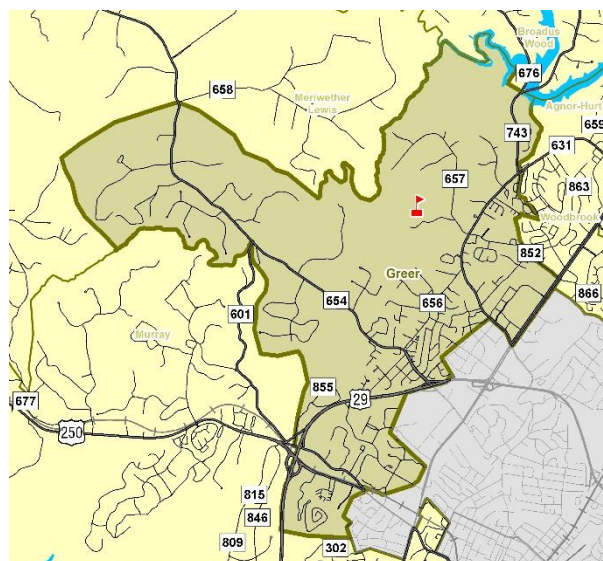 Broadus
Wood
676
658
Meriwether
Lewis
Agnor-Hurt
659
743
631
657
863
Woodbrook
852
Greer
866
601
654
656
Murray
855
677
29
250
815
846
809
302